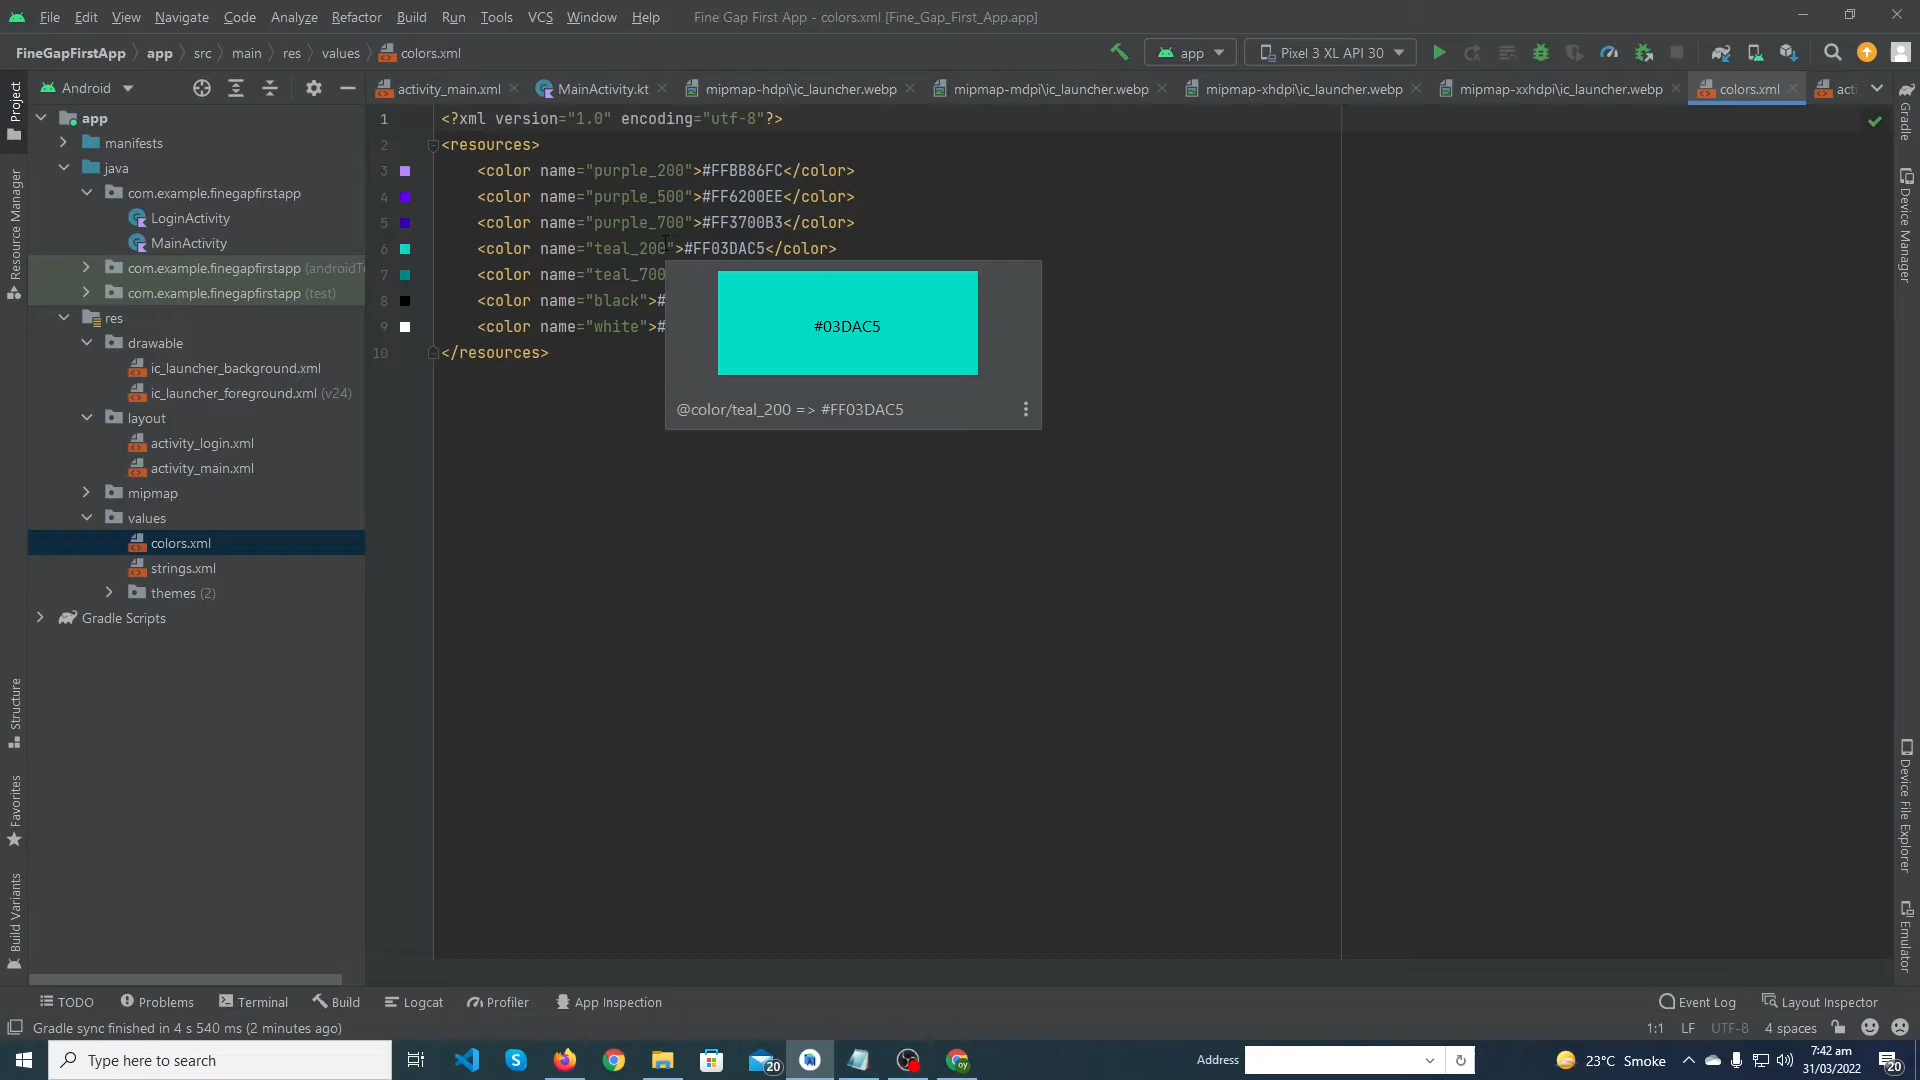 File Edit View Navigate Code Analyze Refactor Build Run Tools VCS Window Help Fine Gap First App - colors.xml [Fine_Gap_First_App.app]
FineGapFirstApp app src main res values colors.xml app Pixel 3 XL API 30
Android activity_main.xml MainActivity.kt mipmap-hdpi\ic_launcher.webp mipmap-mdpi\ic_launcher.webp mipmap-xhdpi\ic_launcher.webp mipmap-xxhdpi\ic_launcher.webp colors.xml acti
Project
Resource Manager
Structure
Favorites
Build Variants
app
manifests
java
com.example.finegapfirstapp
LoginActivity
MainActivity
com.example.finegapfirstapp (androidTe
com.example.finegapfirstapp (test)
res
drawable
ic_launcher_background.xml
ic_launcher_foreground.xml (v24)
layout
activity_login.xml
activity_main.xml
mipmap
values
colors.xml
strings.xml
themes (2)
Gradle Scripts
1 <?xml version="1.0" encoding="utf-8"?>
2 <resources>
3 <color name="purple_200">#FFBB86FC</color>
4 <color name="purple_500">#FF6200EE</color>
5 <color name="purple_700">#FF3700B3</color>
6 <color name="teal_200">#FF03DAC5</color>
7 <color name="teal_700
8 <color name="black">#
9 <color name="white">#
10 </resources>
#03DAC5
@color/teal_200 => #FF03DAC5
Gradle
Device Manager
Device File Explorer
Emulator
TODO Problems Terminal Build Logcat Profiler App Inspection Event Log Layout Inspector
Gradle sync finished in 4 s 540 ms (2 minutes ago) 1:1 LF UTF-8 4 spaces
Type here to search 20 oy Address 23°C Smoke 7:42 am
31/03/2022 20